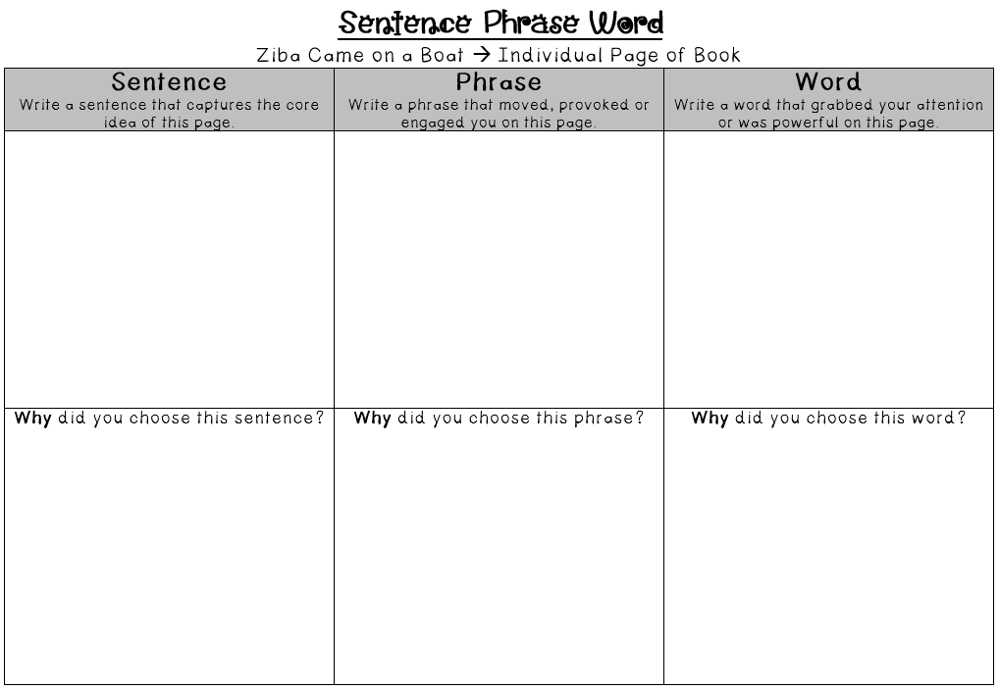 Sentence Phrase Word
Ziba Came on a Boat → Individual Page of Book
Sentence
Write a sentence that captures the core
idea of this page.
Phrase
Write a phrase that moved, provoked or
engaged you on this page.
Word
Write a word that grabbed your attention
or was powerful on this page.
Why did you choose this sentence?
Why did you choose this phrase?
Why did you choose this word?